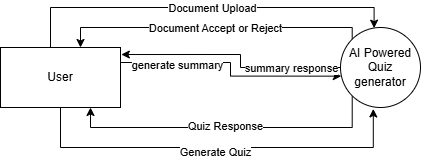 Document Upload
Document Accept or Reject
User
generate summary
summary response
AI Powered
Quiz
generator
Quiz Response
Generate Quiz